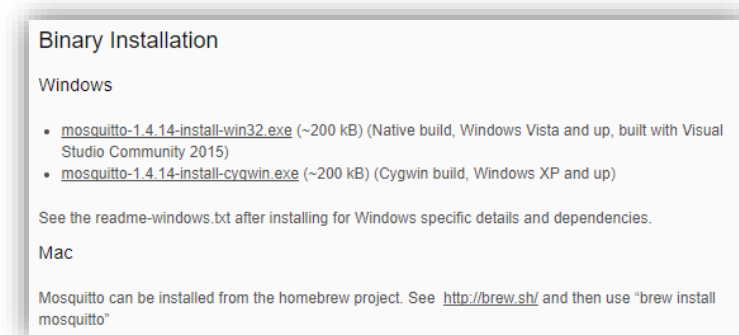 Binary Installation
Windows
• mosquitto-1.4.14-install-win32.exe (~200 kB) (Native build, Windows Vista and up, built with Visual
Studio Community 2015)
• mosquitto-1.4.14-install-cygwin.exe (~200 kB) (Cygwin build, Windows XP and up)
See the readme-windows.txt after installing for Windows specific details and dependencies.
Mac
Mosquitto can be installed from the homebrew project. See http://brew.sh/ and then use “brew install
mosquitto”